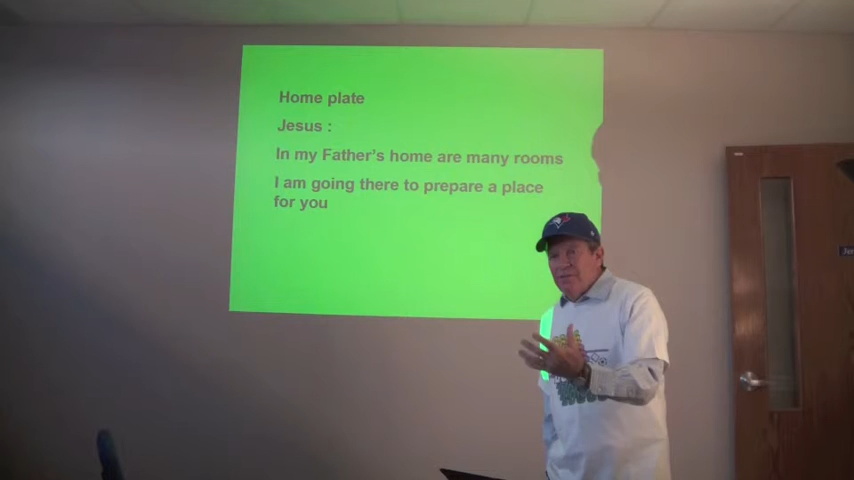 Home plate
Jesus :
In my Father's home are many rooms
I am going there to prepare a place
for you